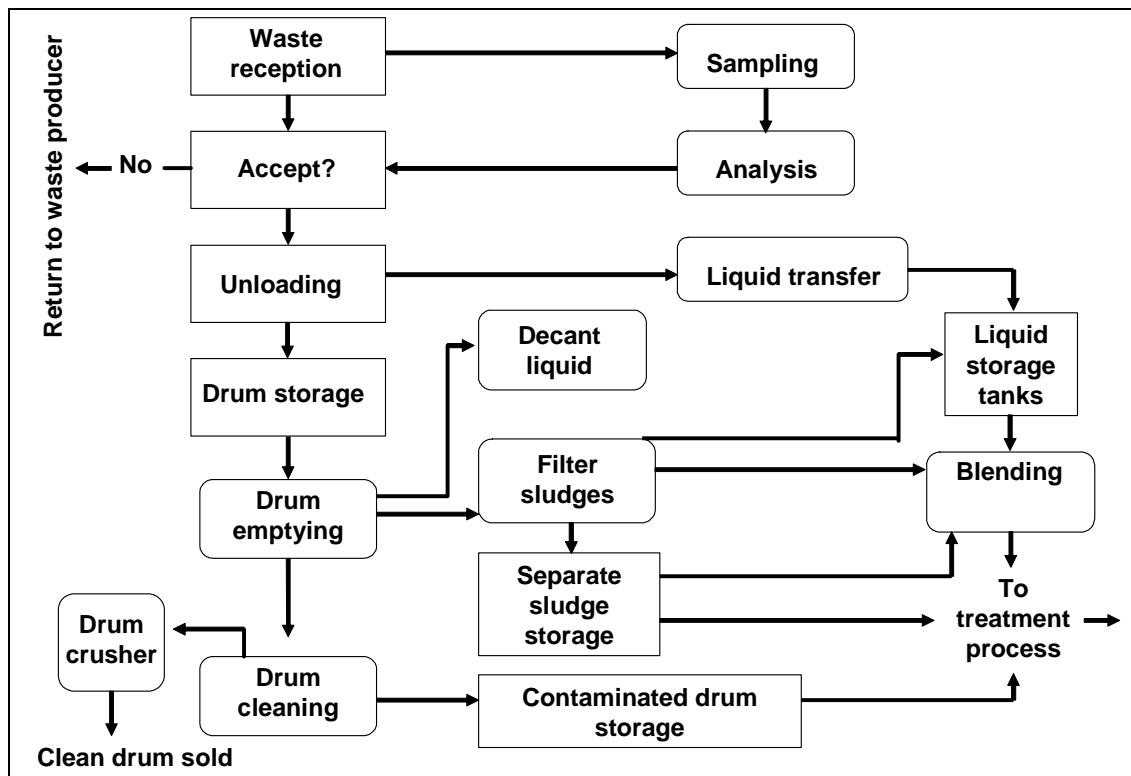 Waste
reception
Sampling
Return to waste producer
No
Accept?
Analysis
Unloading
Liquid transfer
Decant
liquid
Liquid
storage
tanks
Drum storage
Drum
emptying
Filter
sludges
Blending
Separate
sludge
storage
To
treatment
process
Drum
crusher
Drum
cleaning
Contaminated drum
storage
Clean drum sold